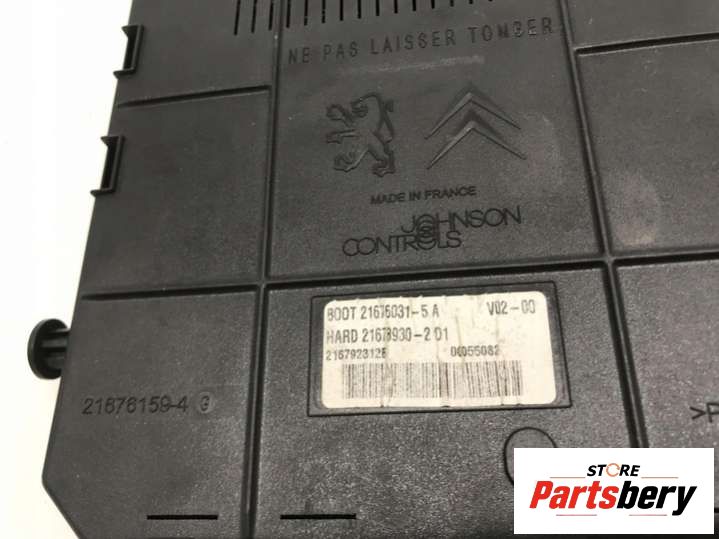 NE PAS LAISSER TOMBER
MADE IN FRANCE
JOHNSON
CONTROLS
BOOT 21676031-5 A V02-00
HARD 21678930-2 01
21676159-4 G
>P
STORE
Partsbery